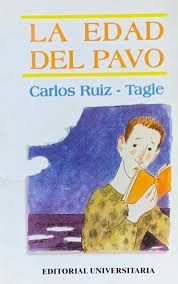 LA EDAD
DEL PAVO
Carlos Ruiz - Tagle
EDITORIAL UNIVERSITARIA